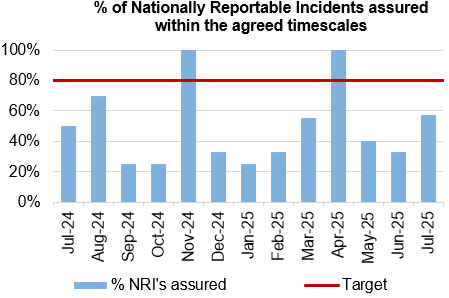 % of Nationally Reportable Incidents assured
within the agreed timescales
100%
80%
60%
40%
20%
0%
Jul-24
Aug-24
Sep-24
Oct-24
Nov-24
Dec-24
Jan-25
Feb-25
Mar-25
Apr-25
May-25
Jun-25
Jul-25
% NRI's assured
Target